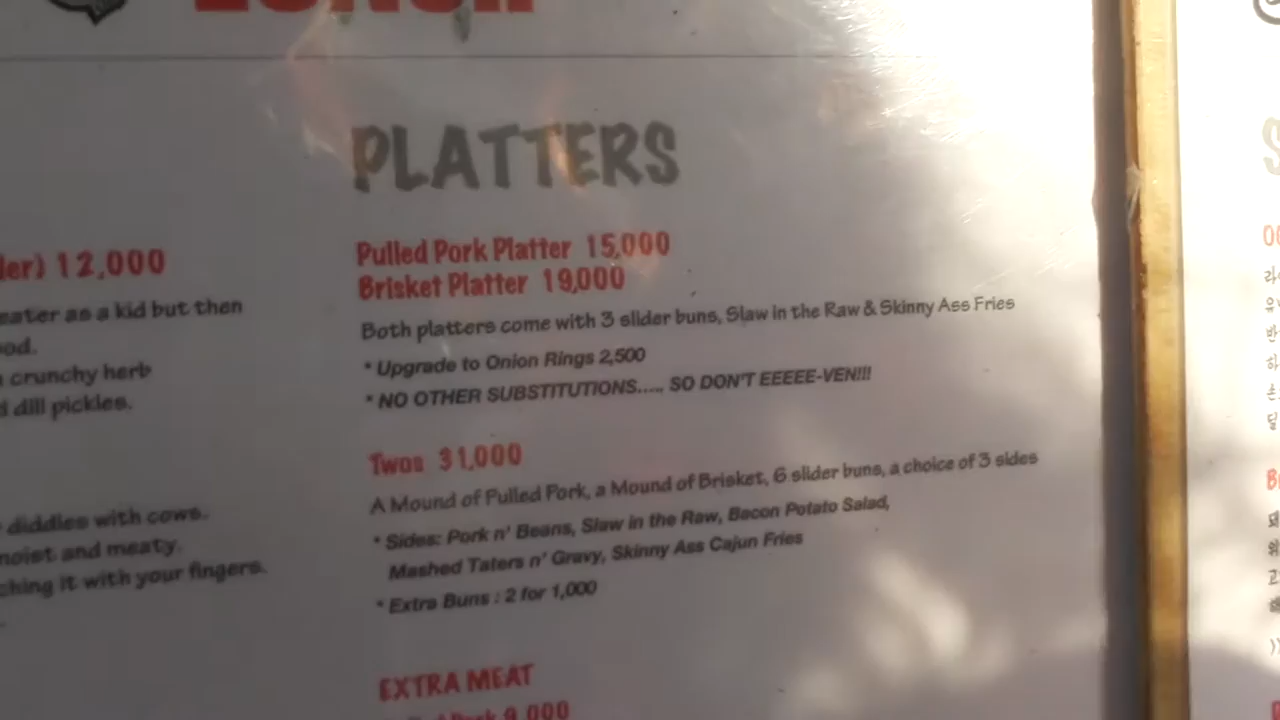 LUNCH
PLATTERS
Pulled Pork Platter 15,000
Brisket Platter 19,000
Both platters come with 3 slider buns, Slaw in the Raw & Skinny Ass Fries
* Upgrade to Onion Rings 2,500
* NO OTHER SUBSTITUTIONS....., SO DON'T EEEEE-VEN!!!
Twos 31,000
A Mound of Pulled Pork, a Mound of Brisket, 6 slider buns, a choice of 3 sides
* Sides: Pork n' Beans, Slaw in the Raw, Bacon Potato Salad,
Mashed Taters n' Gravy, Skinny Ass Cajun Fries
* Extra Buns : 2 for 1,000
EXTRA MEAT
Pork 9,000
12,000
as a kid but then
crunchy herb
dill pickles.
diddles with cows.
moist and meaty.
it with your fingers.